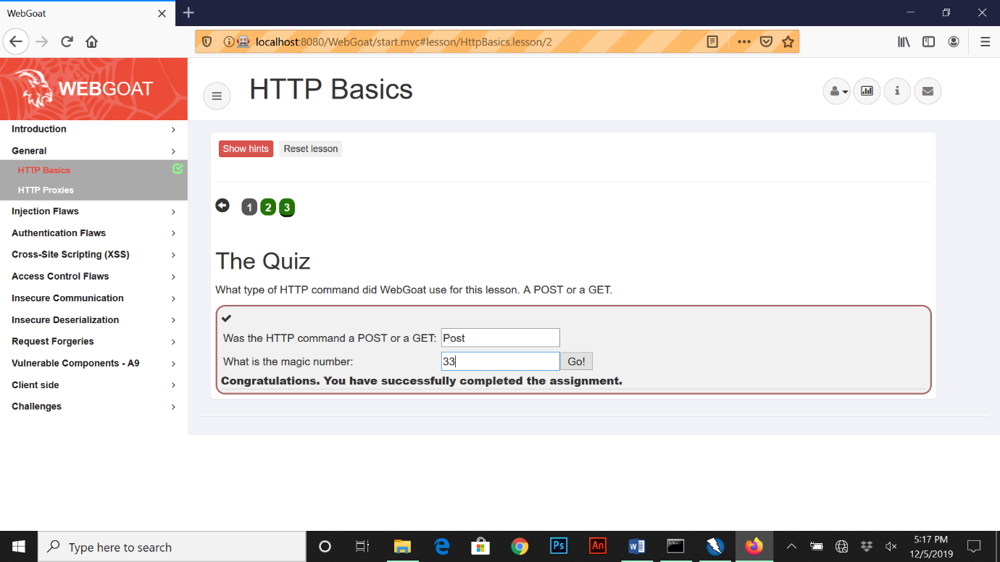 WebGoat
localhost:8080/WebGoat/start.mvc#lesson/HttpBasics.lesson/2
WEBGOAT
HTTP Basics
Introduction
General
HTTP Basics
HTTP Proxies
Injection Flaws
Authentication Flaws
Cross-Site Scripting (XSS)
Access Control Flaws
Insecure Communication
Insecure Deserialization
Request Forgeries
Vulnerable Components - A9
Client side
Challenges
Show hints Reset lesson
1 2 3
The Quiz
What type of HTTP command did WebGoat use for this lesson. A POST or a GET.
Was the HTTP command a POST or a GET: Post
What is the magic number: 33 Go!
Congratulations. You have successfully completed the assignment.
Type here to search
Ps
An
5:17 PM
12/5/2019